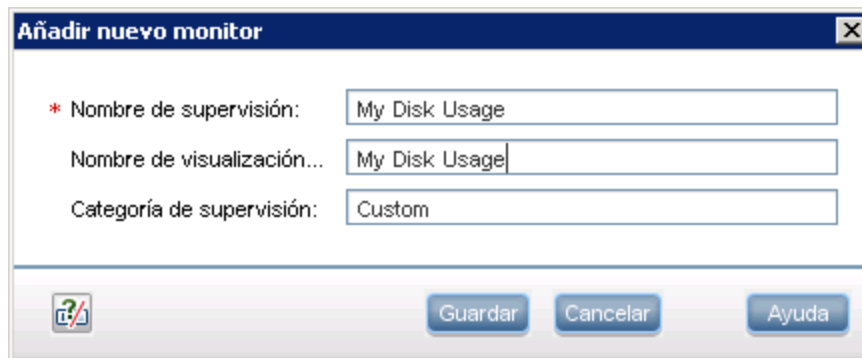 Añadir nuevo monitor
* Nombre de supervisión: My Disk Usage
Nombre de visualización... My Disk Usage
Categoría de supervisión: Custom
Guardar Cancelar Ayuda